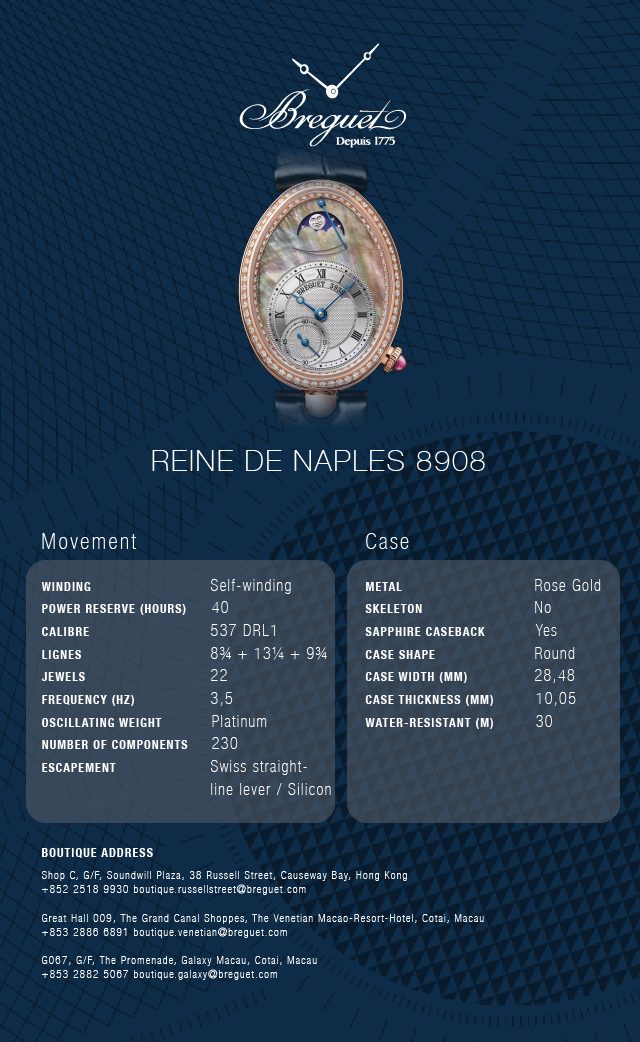 Breguet
Depuis 1775
BREGUET
REINE DE NAPLES 8908
Movement
WINDING Self-winding
POWER RESERVE (HOURS) 40
CALIBRE 537 DRL1
LIGNES 8¾ + 13¼ + 9¾
JEWELS 22
FREQUENCY (HZ) 3,5
OSCILLATING WEIGHT Platinum
NUMBER OF COMPONENTS 230
ESCAPEMENT Swiss straight-
line lever / Silicon
Case
METAL Rose Gold
SKELETON No
SAPPHIRE CASEBACK Yes
CASE SHAPE Round
CASE WIDTH (MM) 28,48
CASE THICKNESS (MM) 10,05
WATER-RESISTANT (M) 30
BOUTIQUE ADDRESS
Shop C, G/F, Soundwill Plaza, 38 Russell Street, Causeway Bay, Hong Kong
+852 2518 9930 boutique.russellstreet@breguet.com
Great Hall 009, The Grand Canal Shoppes, The Venetian Macao-Resort-Hotel, Cotai, Macau
+853 2886 6891 boutique.venetian@breguet.com
G067, G/F, The Promenade, Galaxy Macau, Cotai, Macau
+853 2882 5067 boutique.galaxy@breguet.com